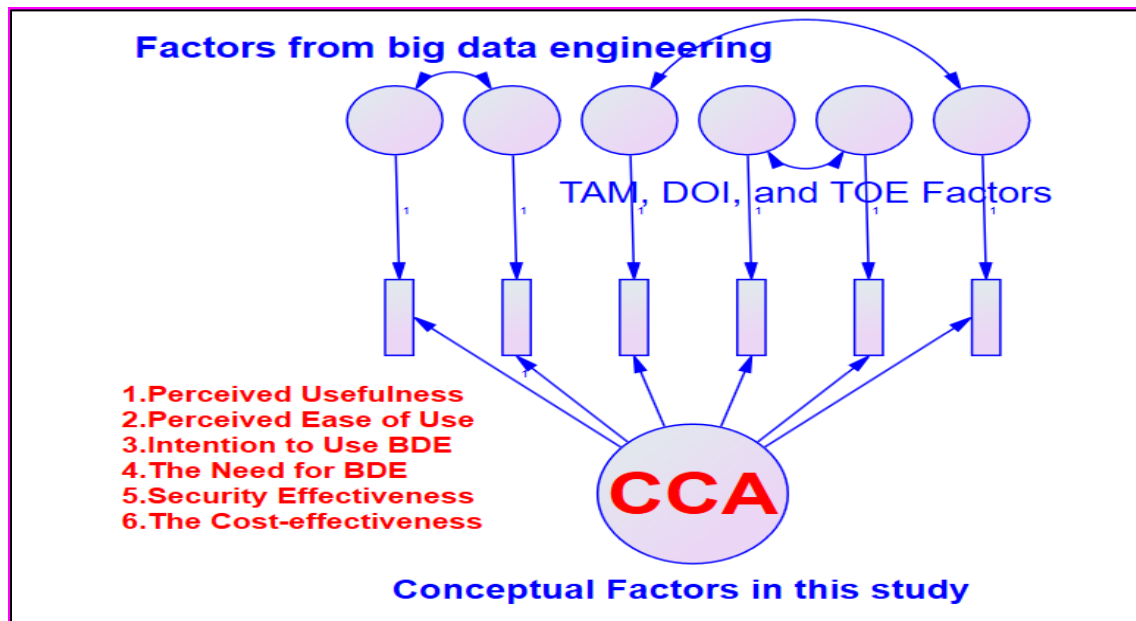 Factors from big data engineering
TAM, DOI, and TOE Factors
1 1 1 1 1 1
1
1.Perceived Usefulness
2.Perceived Ease of Use
3.Intention to Use BDE
4.The Need for BDE
5.Security Effectiveness
6.The Cost-effectiveness
CCA
Conceptual Factors in this study